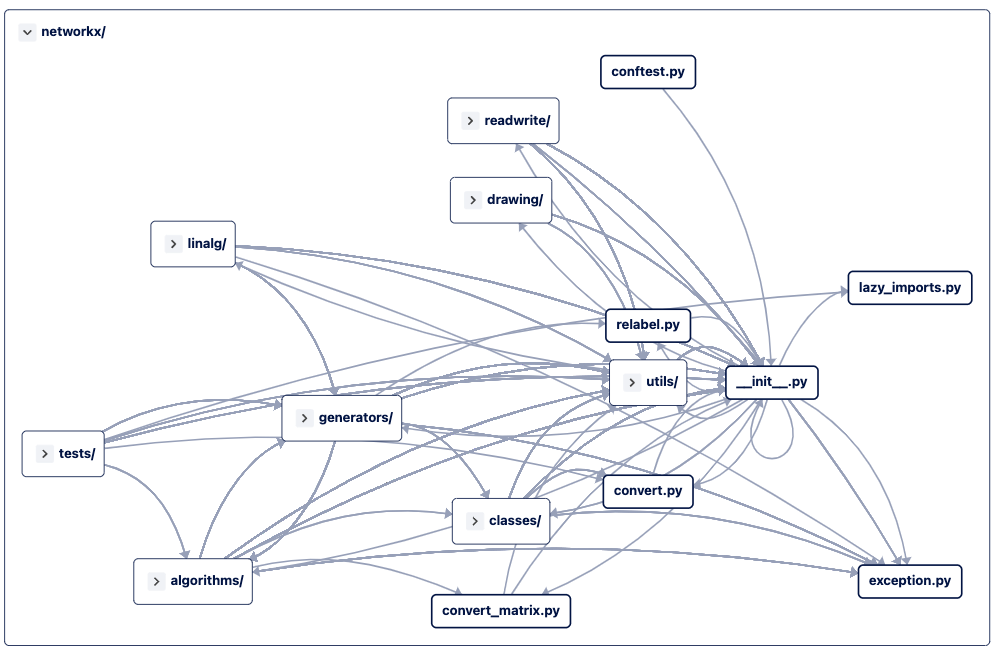 networkx/
conftest.py
readwrite/
drawing/
linalg/
lazy_imports.py
relabel.py
utils/
__init__.py
generators/
tests/
convert.py
classes/
algorithms/
exception.py
convert_matrix.py